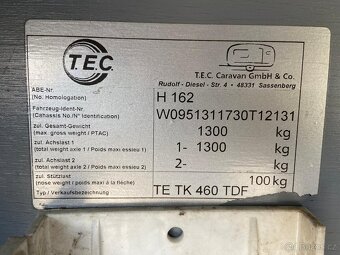 T.E.C.
T.E.C. Caravan GmbH & Co.
Rudolf - Diesel - Str. 4 · 48331 Sassenberg
ABE-Nr.
(No. Homologation)
H 162
Fahrzeug-Ident-Nr.
(Cahassis No./N° Identification)
W0951311730T12131
zul. Gesamt-Gewicht
(max. gross weight / PTAC)
1300 kg
zul. Achslast 1
(total weight axle 1 / Poids maxi essieu 1)
1- 1300 kg
zul. Achslast 2
(total weight axle 2 / Poids maxi essieu 2)
2- kg
zul. Stützlast
(nose weight / poids maxi à la flèche)
100 kg
Typ / Verkaufsbezeichnung
TE TK 460 TDF